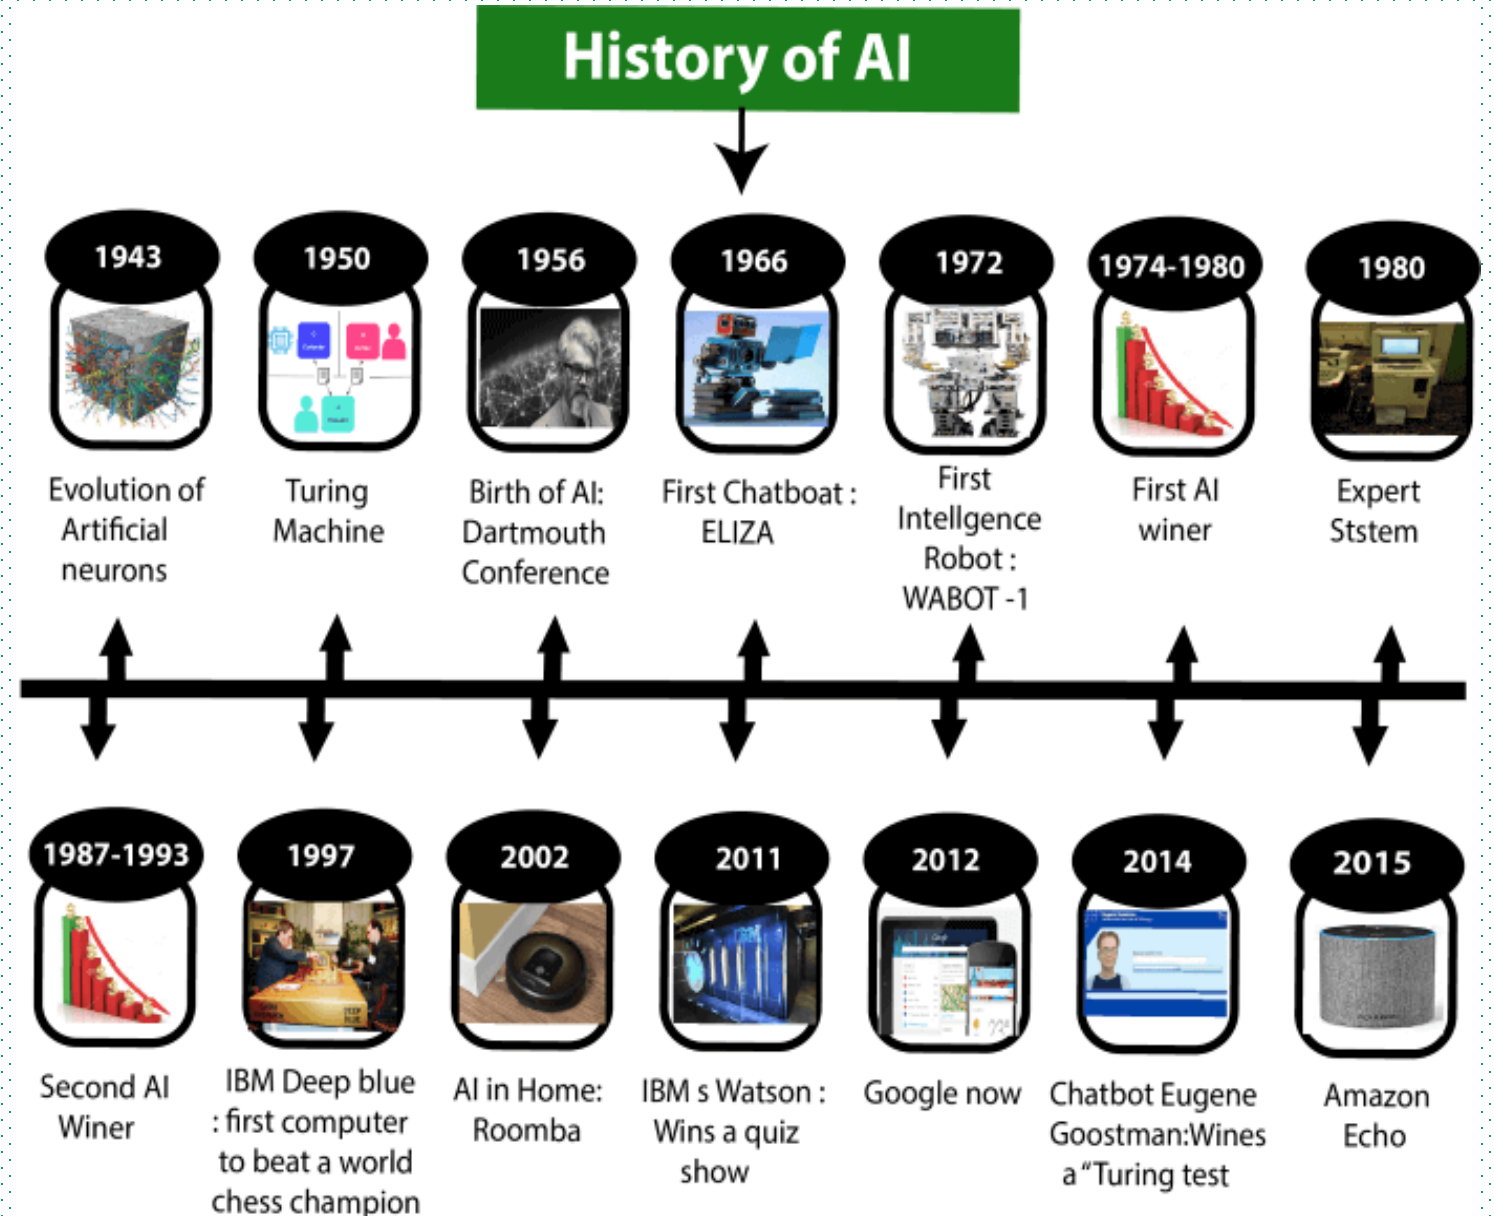 History of AI
1943
1950
1956
1966
1972
1974-1980
1980
Evolution of
Artificial
neurons
Turing
Machine
Birth of AI:
Dartmouth
Conference
First Chatboat :
ELIZA
First
Intellgence
Robot :
WABOT -1
First AI
winer
Expert
Ststem
1987-1993
1997
2002
2011
2012
2014
2015
DEEP
BLUE
IBM
Second AI
Winer
IBM Deep blue
: first computer
to beat a world
chess champion
AI in Home:
Roomba
IBM s Watson :
Wins a quiz
show
Google now
Chatbot Eugene
Goostman:Wines
a “Turing test
Amazon
Echo